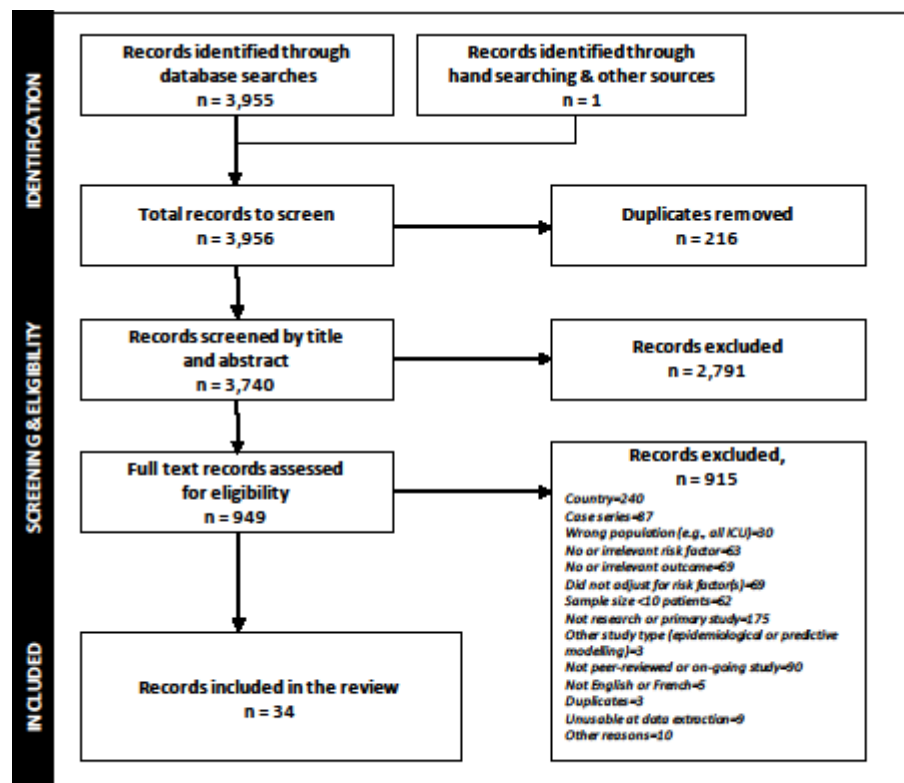 IDENTIFICATION
Records identified through
database searches
n = 3,955
Records identified through
hand searching & other sources
n = 1
Total records to screen
n = 3,956
Duplicates removed
n = 216
SCREENING & ELIGIBILITY
Records screened by title
and abstract
n = 3,740
Records excluded
n = 2,791
Full text records assessed
for eligibility
n = 949
Records excluded,
n = 915
Country=240
Case series=87
Wrong population (e.g., all ICU)=30
No or irrelevant risk factor=63
No or irrelevant outcome=69
Did not adjust for risk factor(s)=69
Sample size <10 patients=62
Not research or primary study=175
Other study type (epidemiological or predictive
modelling)=3
Not peer-reviewed or on-going study=90
Not English or French=5
Duplicates=3
Unusable at data extraction=9
Other reasons=10
INCLUDED
Records included in the review
n = 34